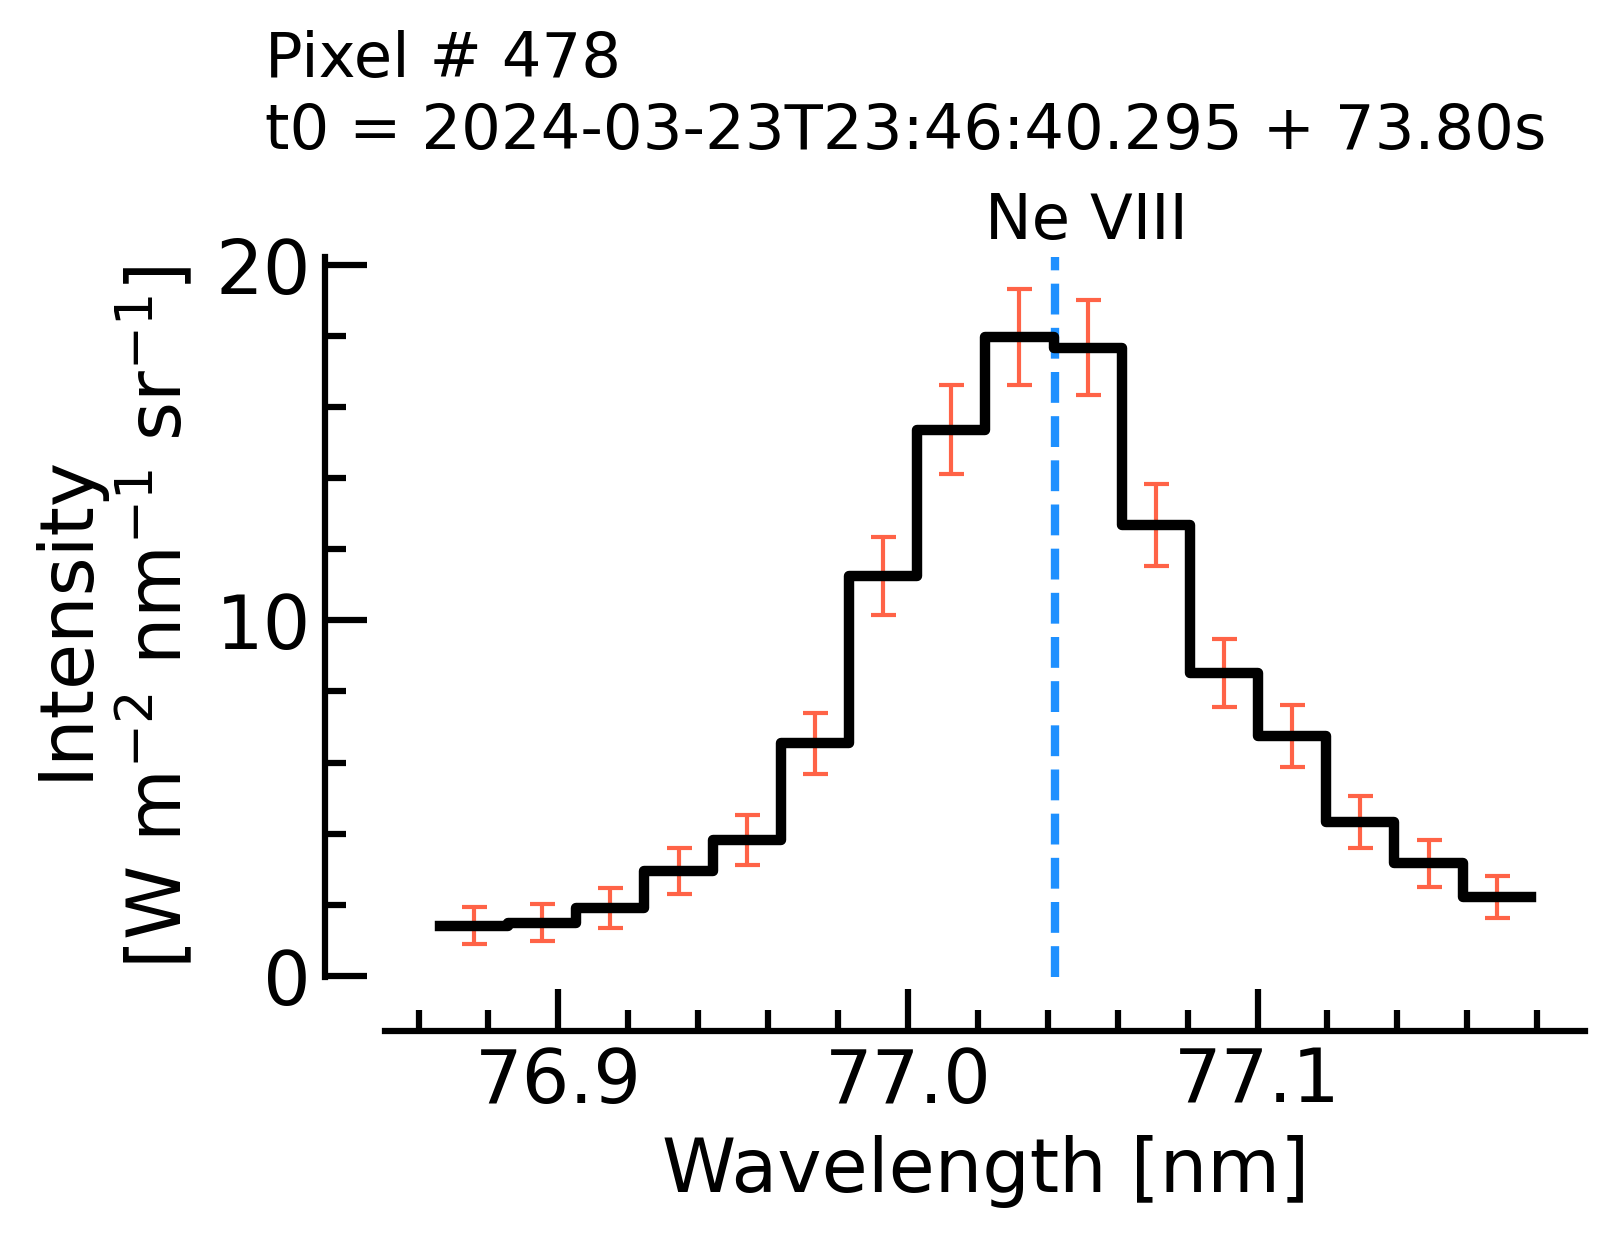 Pixel # 478
t0 = 2024-03-23T23:46:40.295 + 73.80s
Ne VIII
Intensity
[W m⁻² nm⁻¹ sr⁻¹]
20
10
0
76.9 77.0 77.1
Wavelength [nm]